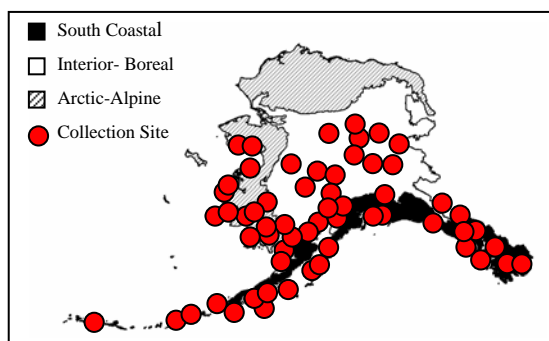 South Coastal
Interior- Boreal
Arctic-Alpine
Collection Site